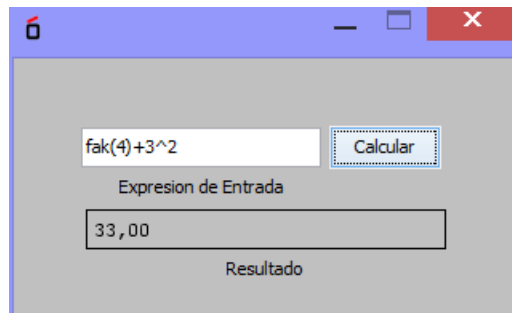 fak(4)+3^2
Calcular
Expresion de Entrada
33,00
Resultado